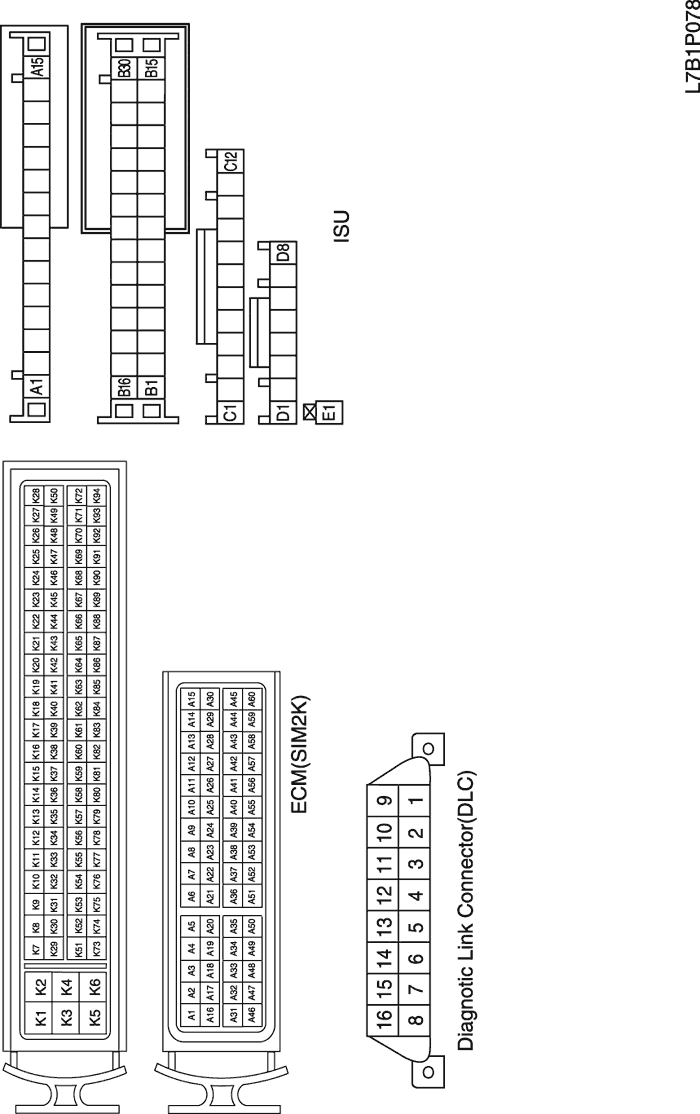 K1 K2 K7 K8 K9 K10 K11 K12 K13 K14 K15 K16 K17 K18 K19 K20 K21 K22 K23 K24 K25 K26 K27 K28
K3 K4 K29 K30 K31 K32 K33 K34 K35 K36 K37 K38 K39 K40 K41 K42 K43 K44 K45 K46 K47 K48 K49 K50
K51 K52 K53 K54 K55 K56 K57 K58 K59 K60 K61 K62 K63 K64 K65 K66 K67 K68 K69 K70 K71 K72
K5 K6 K73 K74 K75 K76 K77 K78 K79 K80 K81 K82 K83 K84 K85 K86 K87 K88 K89 K90 K91 K92 K93 K94
A1 A2 A3 A4 A5 A6 A7 A8 A9 A10 A11 A12 A13 A14 A15
A16 A17 A18 A19 A20 A21 A22 A23 A24 A25 A26 A27 A28 A29 A30
A31 A32 A33 A34 A35 A36 A37 A38 A39 A40 A41 A42 A43 A44 A45
A46 A47 A48 A49 A50 A51 A52 A53 A54 A55 A56 A57 A58 A59 A60
ECM(SIM2K)
16 15 14 13 12 11 10 9
8 7 6 5 4 3 2 1
Diagnotic Link Connector(DLC)
A1 A15
B16 B30
B1 B15
C1 C12
D1 D8
E1
ISU
L7B1P078